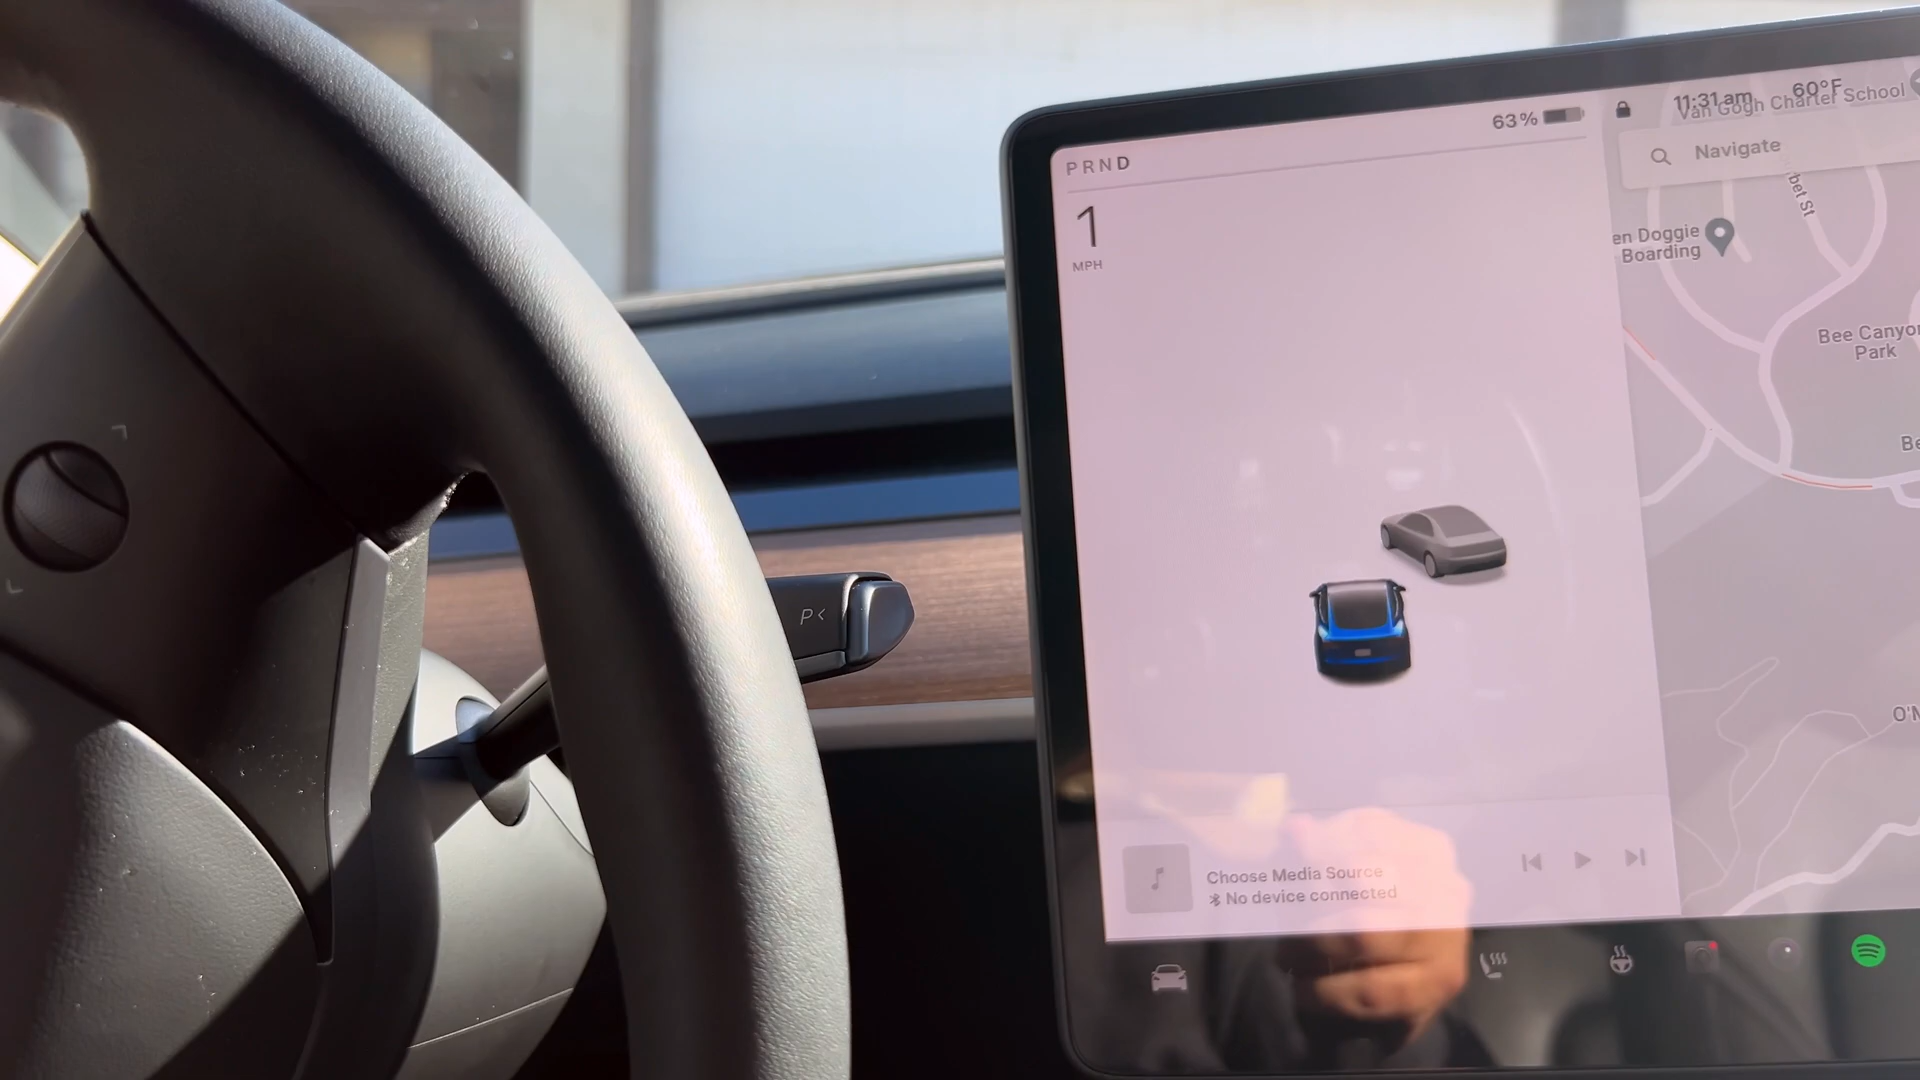 PRND
63%
11:31 am
60°F
Van Gogh Charter School
Navigate
1
MPH
bet St
en Doggie
Boarding
Bee Canyo
Park
Be
O'N
P<
Choose Media Source
No device connected